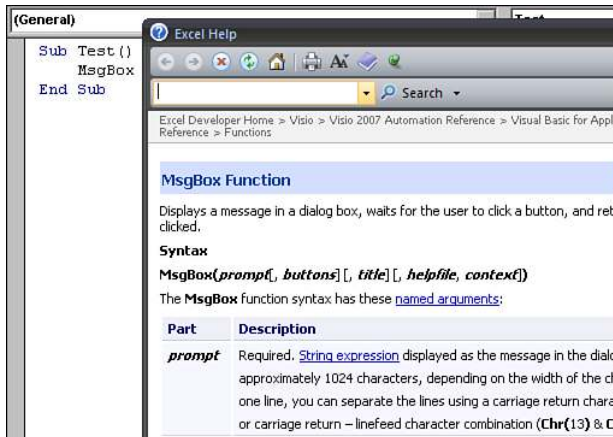 (General)
Test
Sub Test()
MsgBox
End Sub
Excel Help
Search
Excel Developer Home > Visio > Visio 2007 Automation Reference > Visual Basic for Appl
Reference > Functions
MsgBox Function
Displays a message in a dialog box, waits for the user to click a button, and ret
clicked.
Syntax
MsgBox(prompt[, buttons] [, title] [, helpfile, context])
The MsgBox function syntax has these named arguments:
Part Description
prompt Required. String expression displayed as the message in the dialo
approximately 1024 characters, depending on the width of the ch
one line, you can separate the lines using a carriage return chara
or carriage return – linefeed character combination (Chr(13) & C